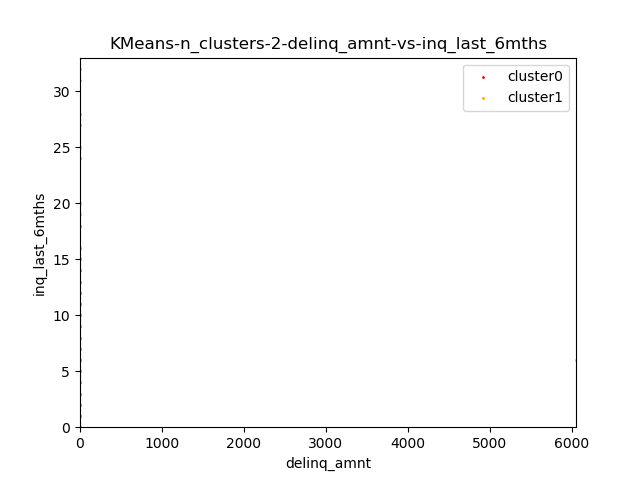 KMeans-n_clusters-2-delinq_amnt-vs-inq_last_6mths
cluster0
cluster1
30
25
20
15
10
5
0
inq_last_6mths
0 1000 2000 3000 4000 5000 6000
delinq_amnt